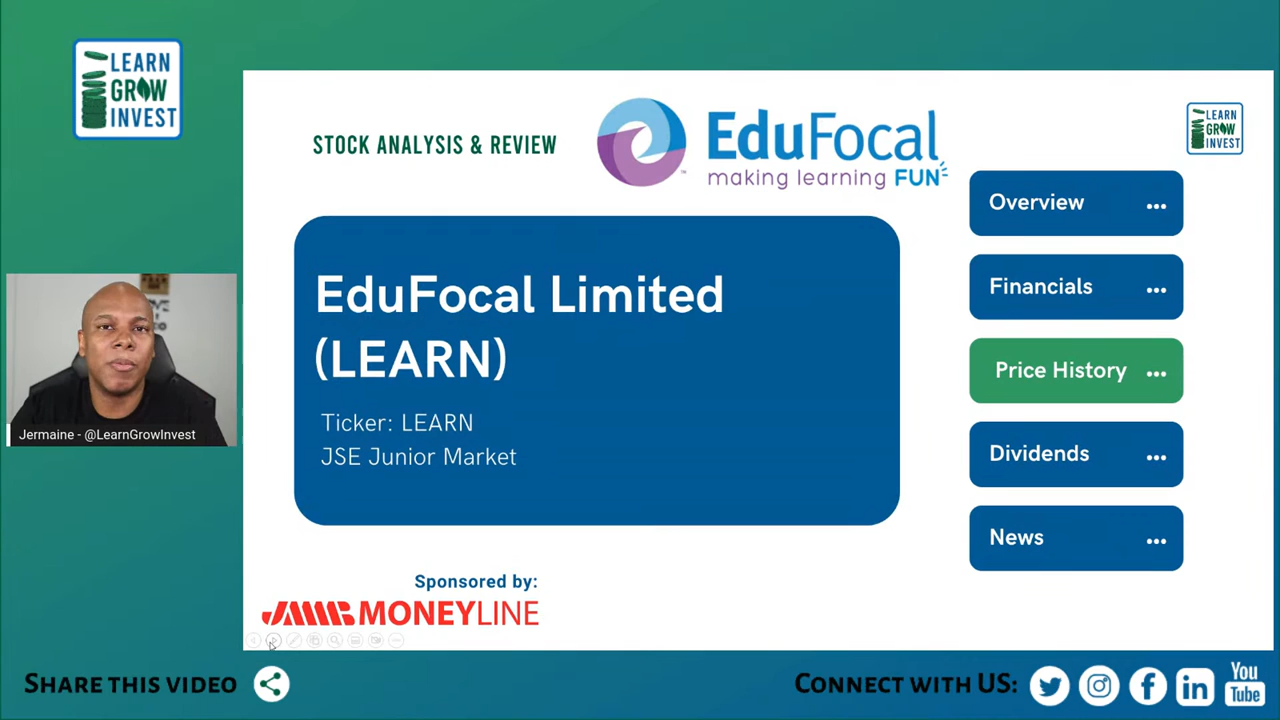 LEARN
GROW
INVEST
STOCK ANALYSIS & REVIEW
EduFocal
making learning FUN
™
LEARN
GROW
INVEST
EduFocal Limited
(LEARN)
Ticker: LEARN
JSE Junior Market
Overview
Financials
Price History
Dividends
News
Jermaine - @LearnGrowInvest
Sponsored by:
JMMB MONEYLINE
SHARE THIS VIDEO
CONNECT WITH US:
You
Tube